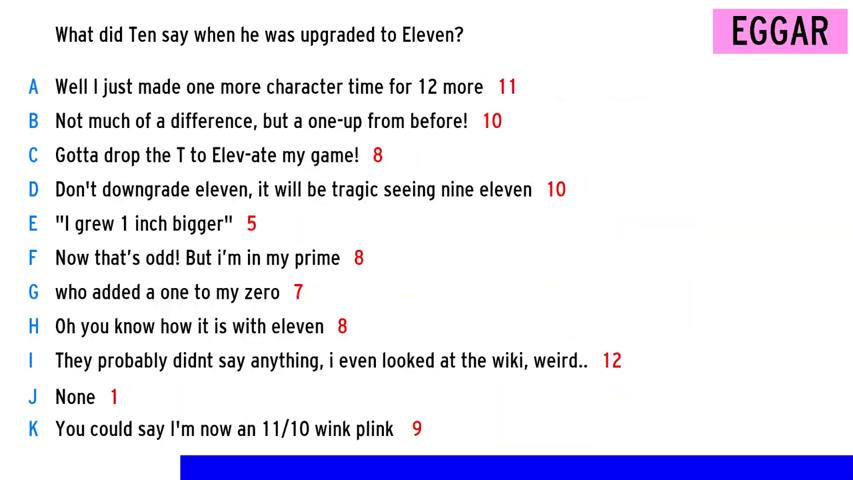 What did Ten say when he was upgraded to Eleven?
EGGAR
A Well I just made one more character time for 12 more 11
B Not much of a difference, but a one-up from before! 10
C Gotta drop the T to Elev-ate my game! 8
D Don't downgrade eleven, it will be tragic seeing nine eleven 10
E "I grew 1 inch bigger" 5
F Now that's odd! But i'm in my prime 8
G who added a one to my zero 7
H Oh you know how it is with eleven 8
I They probably didnt say anything, i even looked at the wiki, weird.. 12
J None 1
K You could say I'm now an 11/10 wink plink 9